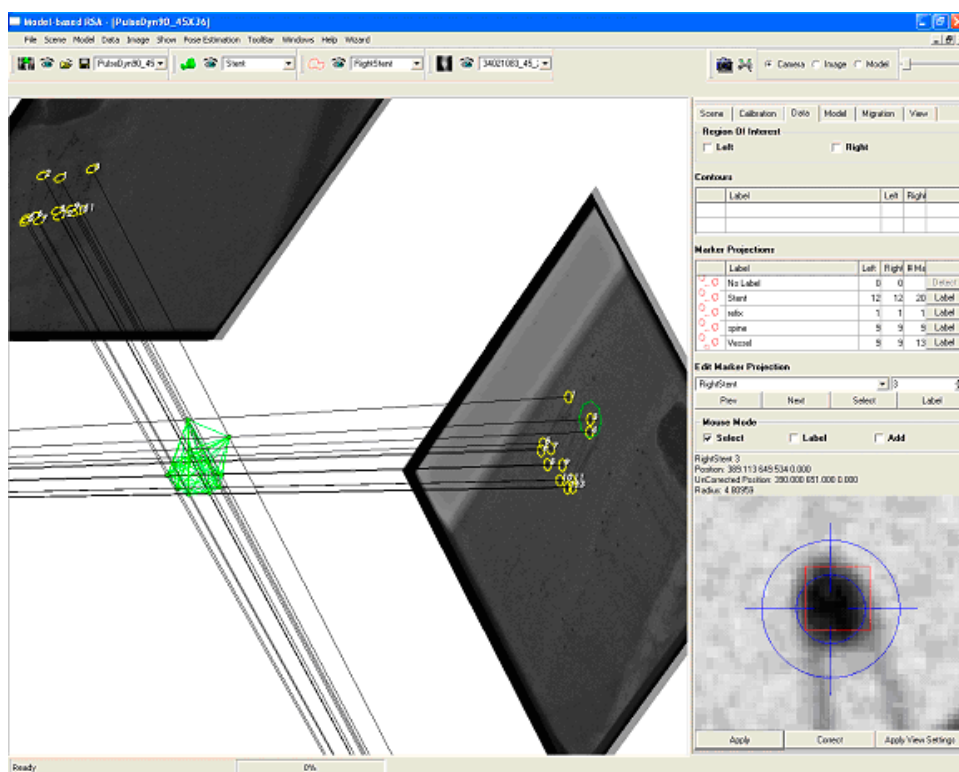 Model-based RSA - (PulseDyn90_45X36)
File Scene Model Data Image Show Pose Estimation ToolBar Windows Help Wizard
PulseDyn90_45 Stent RightStent 34021083_45_ Camera Image Model
Scene Calibration Data Model Migration View
Region Of Interest
Left Right
Contours
Label Left Right
Marker Projections
Label Left Right # Ma
No Label 0 0 Detect
Stent 12 12 20 Label
1 1 1 Label
spine 9 9 9 Label
Vessel 9 9 13 Label
Edit Marker Projection
RightStent 3
Prev Next Select Label
Mouse Mode
Select Label Add
RightStent 3
Position: 389.113 649.534 0.000
UnCorrected Position: 390.000 651.000 0.000
Radius: 4.80959
Apply Correct Apply View Settings
Ready 0%